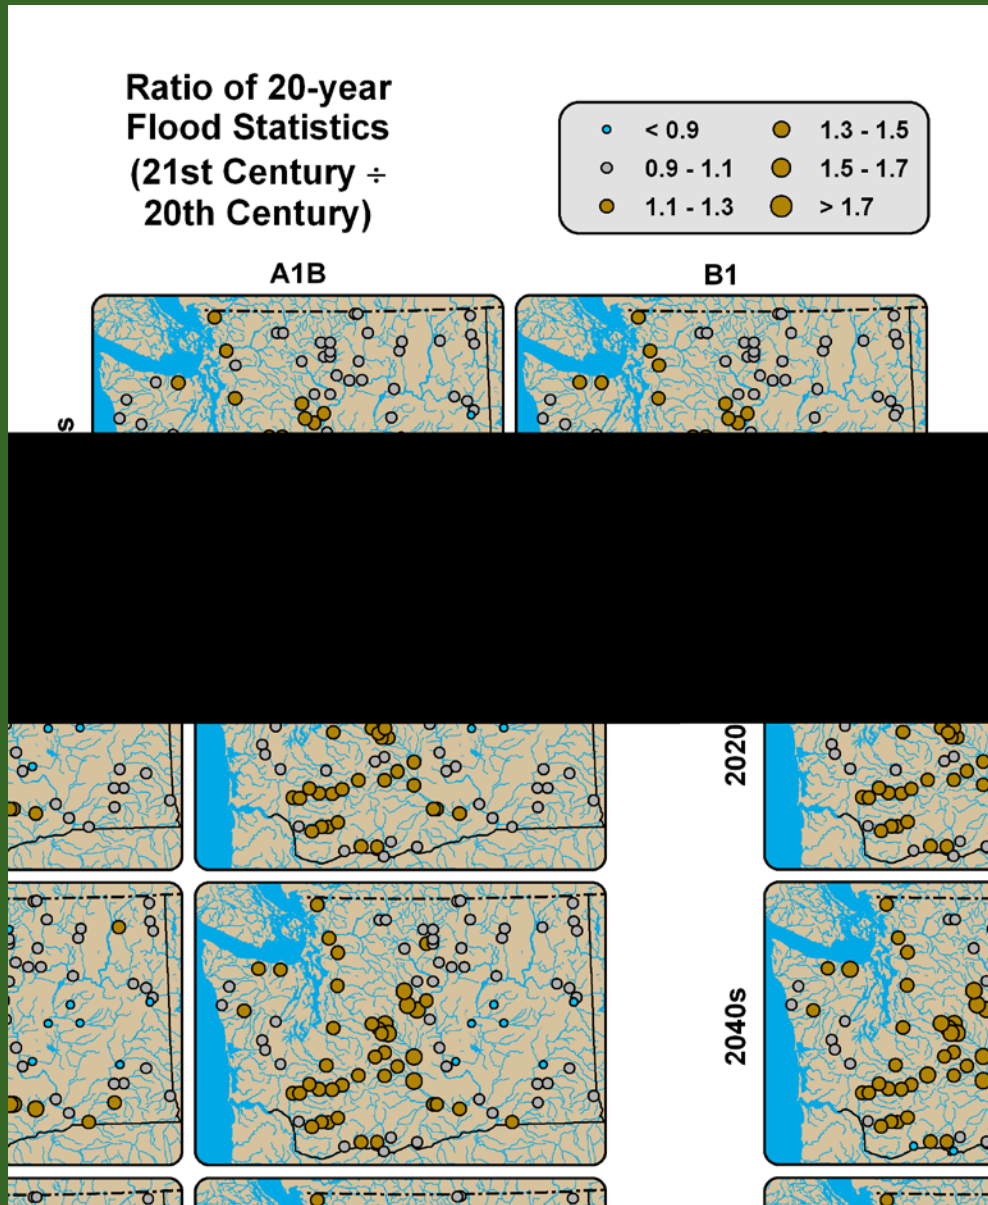 Ratio of 20-year
Flood Statistics
(21st Century ÷
20th Century)
< 0.9
1.3 - 1.5
0.9 - 1.1
1.5 - 1.7
1.1 - 1.3
> 1.7
A1B
B1
s
2020
2040s